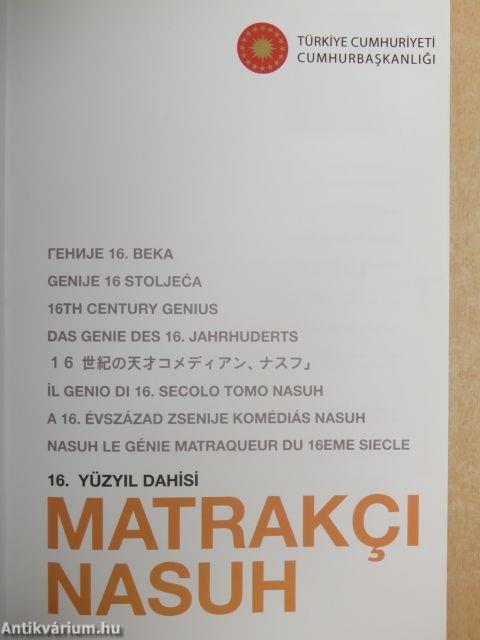 TÜRKİYE CUMHURİYETİ
CUMHURBAŞKANLIĞI
ГЕНИЈЕ 16. ВЕКА
GENIJE 16 STOLJEĆA
16TH CENTURY GENIUS
DAS GENIE DES 16. JAHRHUDERTS
１６ 世紀の天才コメディアン、ナスフ」
İL GENIO DI 16. SECOLO TOMO NASUH
A 16. ÉVSZÁZAD ZSENIJE KOMÉDIÁS NASUH
NASUH LE GÉNIE MATRAQUEUR DU 16EME SIECLE
16. YÜZYIL DAHİSİ
MATRAKÇI
NASUH
Antikvárium.hu